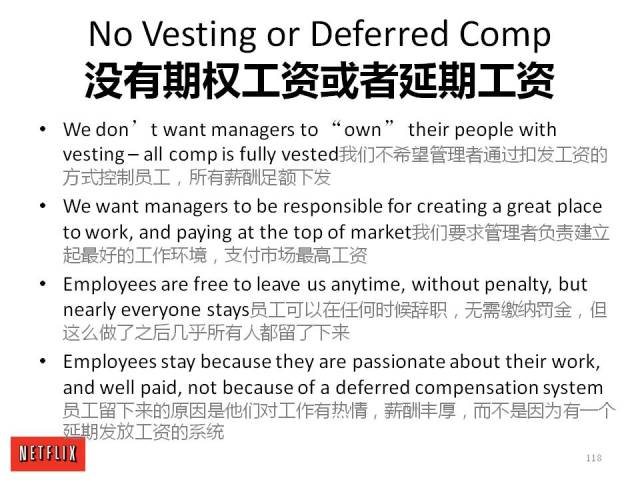 No Vesting or Deferred Comp
没有期权工资或者延期工资
• We don’t want managers to “own” their people with
vesting – all comp is fully vested我们不希望管理者通过扣发工资的
方式控制员工，所有薪酬足额下发
• We want managers to be responsible for creating a great place
to work, and paying at the top of market我们要求管理者负责建立
起最好的工作环境，支付市场最高工资
• Employees are free to leave us anytime, without penalty, but
nearly everyone stays员工可以在任何时候辞职，无需缴纳罚金，但
这么做了之后几乎所有人都留了下来
• Employees stay because they are passionate about their work,
and well paid, not because of a deferred compensation system
员工留下来的原因是他们对工作有热情，薪酬丰厚，而不是因为有一个
延期发放工资的系统
NETFLIX
118